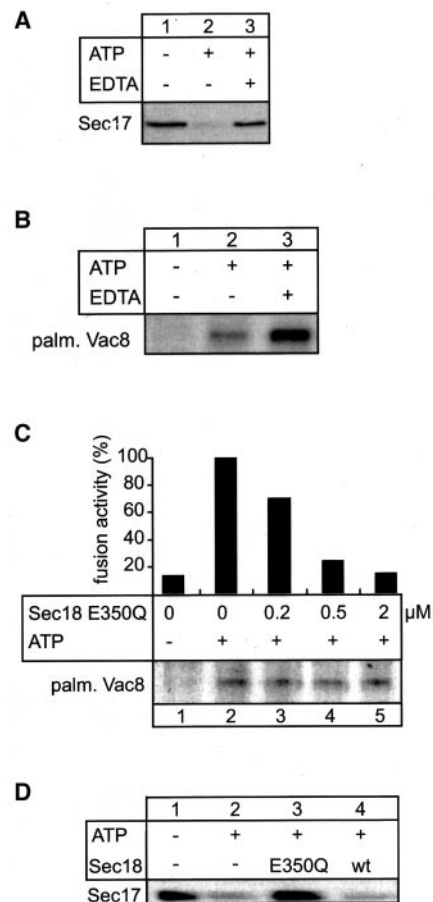 A
1 2 3
ATP - + +
EDTA - - +
Sec17
B
1 2 3
ATP - + +
EDTA - - +
palm. Vac8
C
fusion activity (%)
100
80
60
40
20
Sec18 E350Q 0 0 0.2 0.5 2 µM
ATP - + + + +
palm. Vac8
1 2 3 4 5
D
1 2 3 4
ATP - + + +
Sec18 - - E350Q wt
Sec17